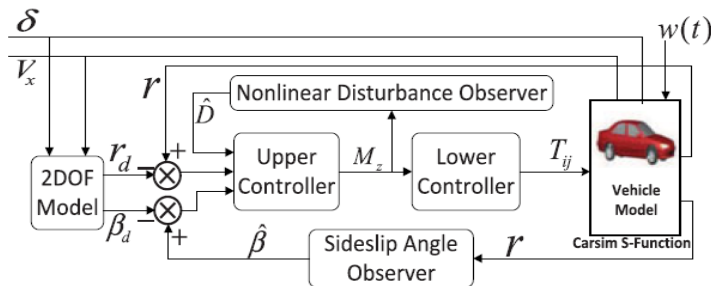 δ
w(t)
V_x
r
Nonlinear Disturbance Observer
D̂
r_d
−
+
Upper
Controller
M_z
Lower
Controller
T_ij
2DOF
Model
Vehicle
Model
β_d
−
+
Carsim S-Function
β̂
Sideslip Angle
Observer
r